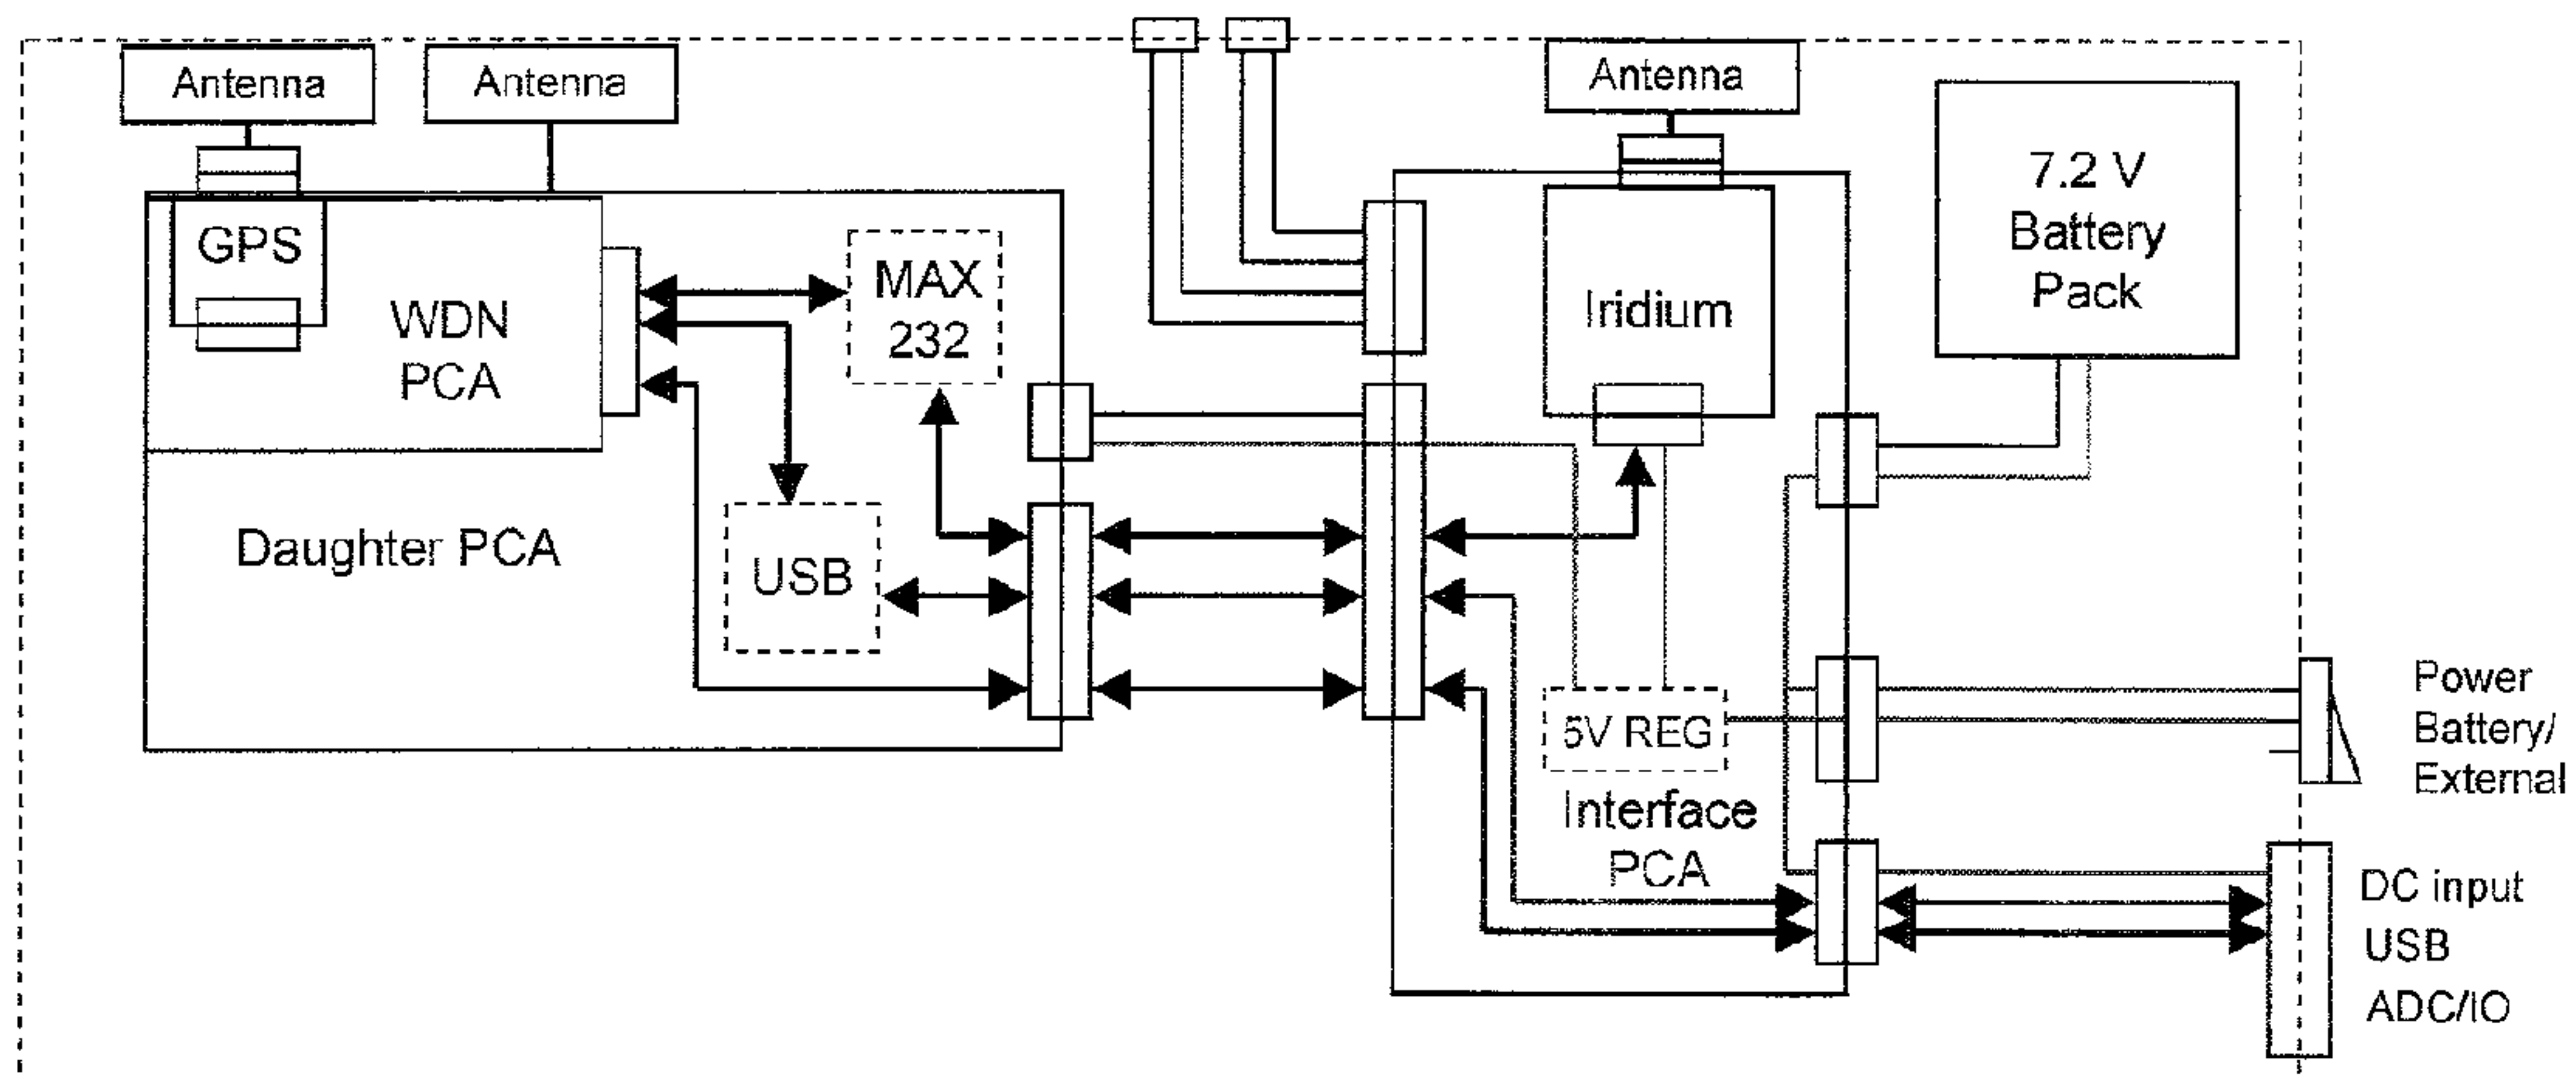 Antenna
Antenna
Antenna
7.2 V
Battery
Pack
GPS
WDN
PCA
MAX
232
Iridium
Daughter PCA
USB
5V REG
Interface
PCA
Power
Battery/
External
DC input
USB
ADC/IO